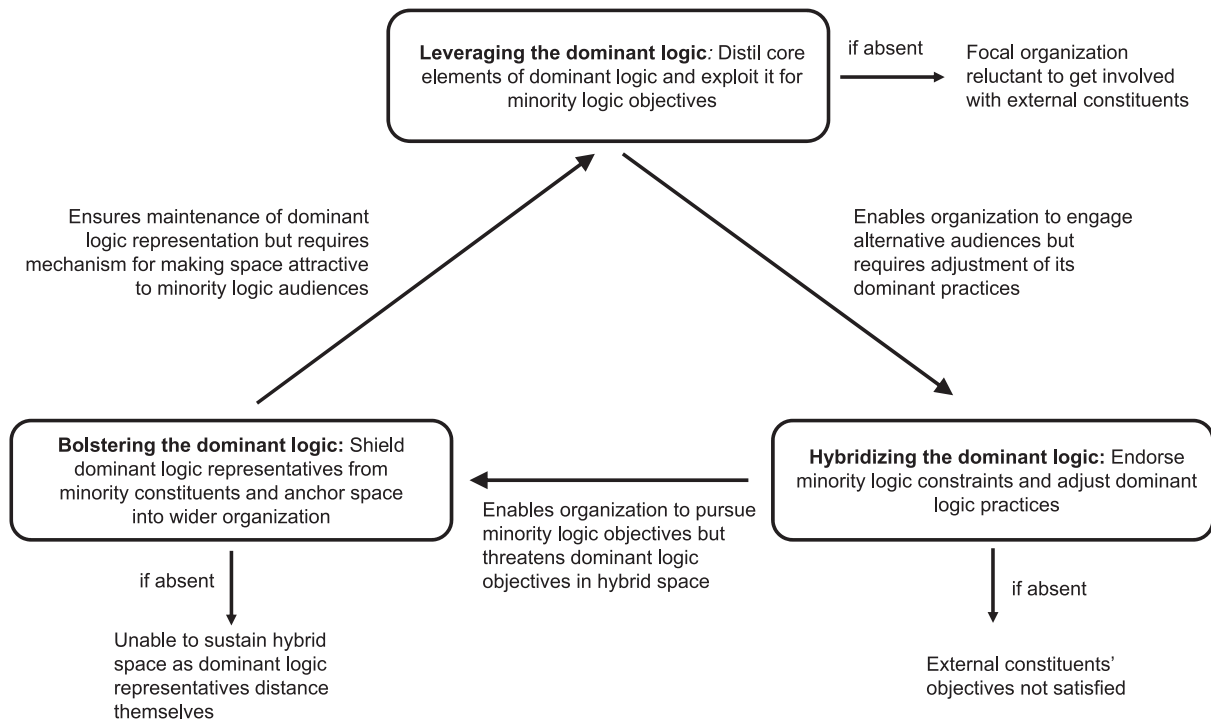 Leveraging the dominant logic: Distil core
elements of dominant logic and exploit it for
minority logic objectives
if absent
Focal organization
reluctant to get involved
with external constituents
Ensures maintenance of dominant
logic representation but requires
mechanism for making space attractive
to minority logic audiences
Enables organization to engage
alternative audiences but
requires adjustment of its
dominant practices
Bolstering the dominant logic: Shield
dominant logic representatives from
minority constituents and anchor space
into wider organization
Enables organization to pursue
minority logic objectives but
threatens dominant logic
objectives in hybrid space
Hybridizing the dominant logic: Endorse
minority logic constraints and adjust dominant
logic practices
if absent
Unable to sustain hybrid
space as dominant logic
representatives distance
themselves
if absent
External constituents’
objectives not satisfied